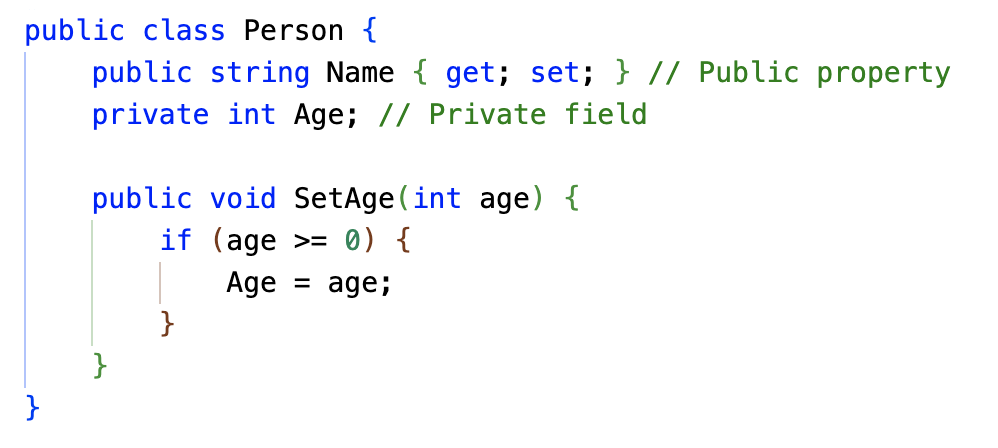 public class Person {
    public string Name { get; set; } // Public property
    private int Age; // Private field

    public void SetAge(int age) {
        if (age >= 0) {
            Age = age;
        }
    }
}